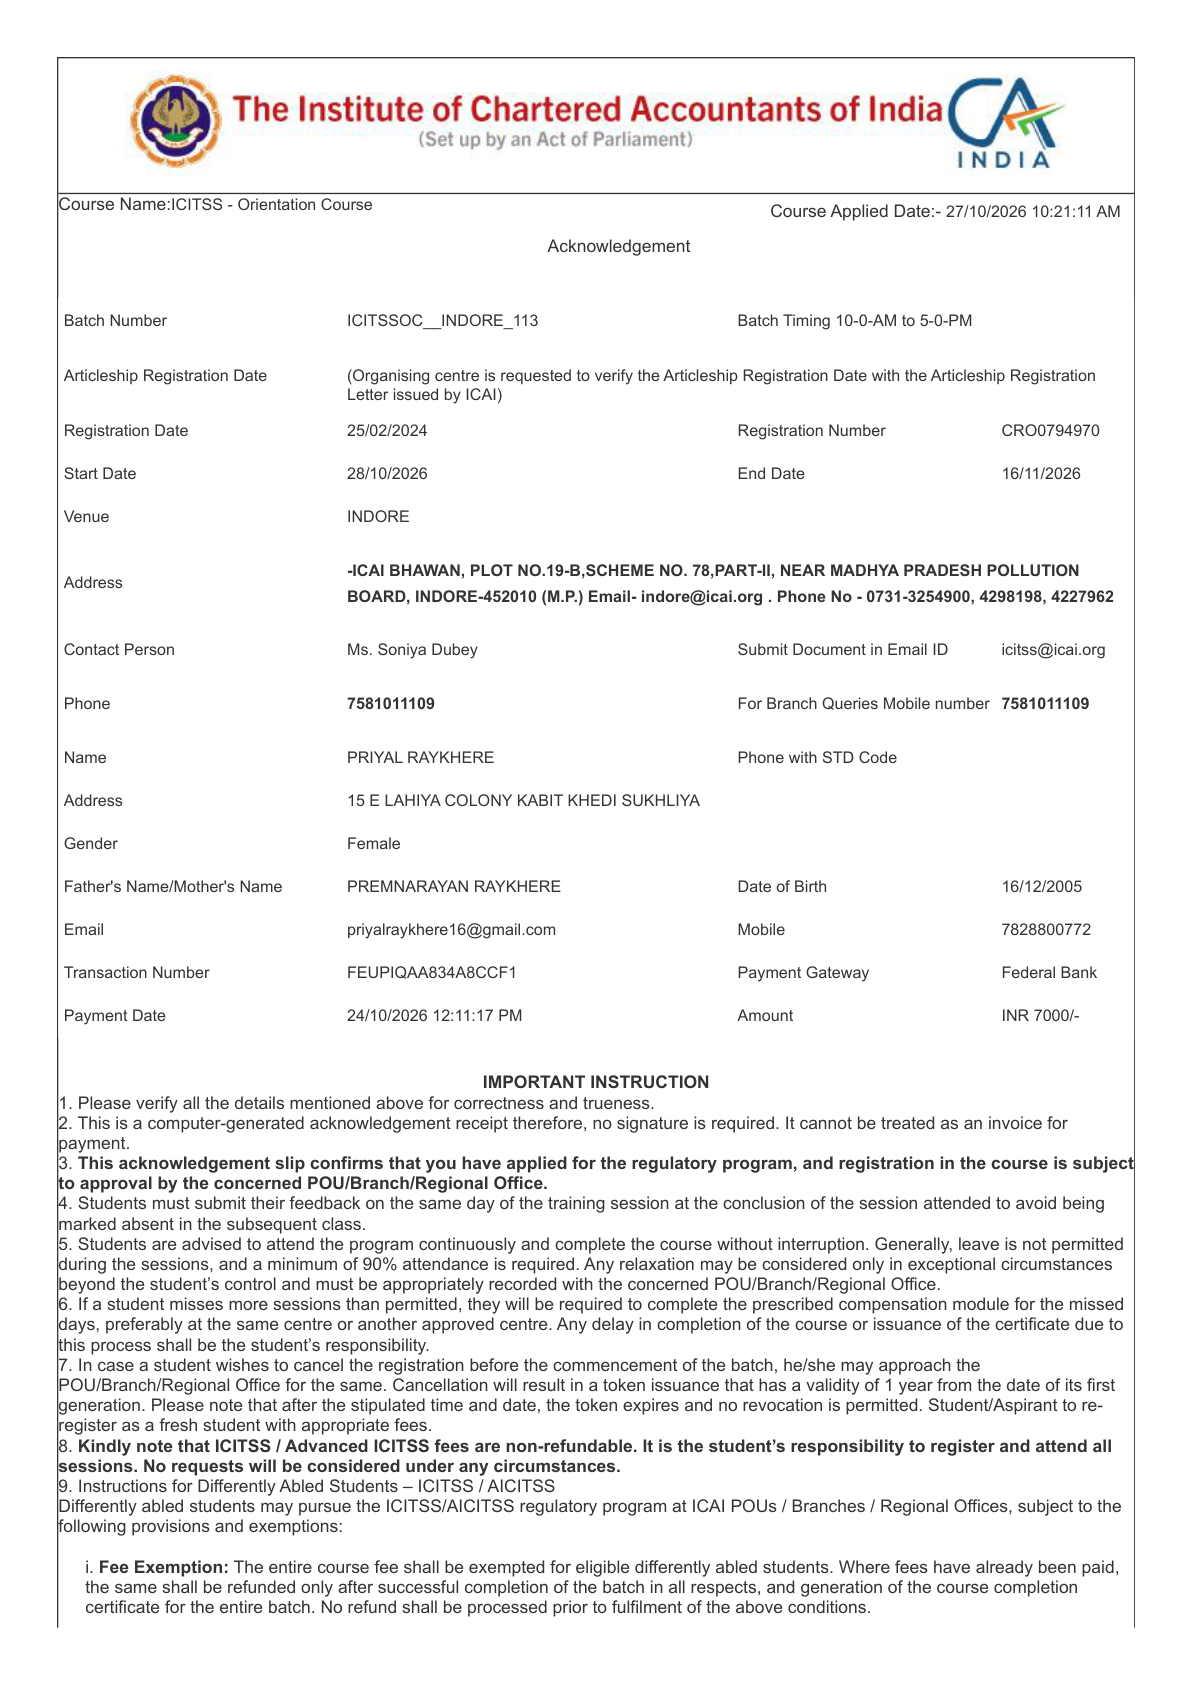 The Institute of Chartered Accountants of India
(Set up by an Act of Parliament)
CA
INDIA
Course Name:ICITSS - Orientation Course
Course Applied Date:- 27/10/2026 10:21:11 AM
Acknowledgement
Batch Number ICITSSOC__INDORE_113 Batch Timing 10-0-AM to 5-0-PM
Articleship Registration Date (Organising centre is requested to verify the Articleship Registration Date with the Articleship Registration
Letter issued by ICAI)
Registration Date 25/02/2024 Registration Number CRO0794970
Start Date 28/10/2026 End Date 16/11/2026
Venue INDORE
Address -ICAI BHAWAN, PLOT NO.19-B,SCHEME NO. 78,PART-II, NEAR MADHYA PRADESH POLLUTION
BOARD, INDORE-452010 (M.P.) Email- indore@icai.org . Phone No - 0731-3254900, 4298198, 4227962
Contact Person Ms. Soniya Dubey Submit Document in Email ID icitss@icai.org
Phone 7581011109 For Branch Queries Mobile number 7581011109
Name PRIYAL RAYKHERE Phone with STD Code
Address 15 E LAHIYA COLONY KABIT KHEDI SUKHLIYA
Gender Female
Father's Name/Mother's Name PREMNARAYAN RAYKHERE Date of Birth 16/12/2005
Email priyalraykhere16@gmail.com Mobile 7828800772
Transaction Number FEUPIQAA834A8CCF1 Payment Gateway Federal Bank
Payment Date 24/10/2026 12:11:17 PM Amount INR 7000/-
IMPORTANT INSTRUCTION
1. Please verify all the details mentioned above for correctness and trueness.
2. This is a computer-generated acknowledgement receipt therefore, no signature is required. It cannot be treated as an invoice for
payment.
3. This acknowledgement slip confirms that you have applied for the regulatory program, and registration in the course is subject
to approval by the concerned POU/Branch/Regional Office.
4. Students must submit their feedback on the same day of the training session at the conclusion of the session attended to avoid being
marked absent in the subsequent class.
5. Students are advised to attend the program continuously and complete the course without interruption. Generally, leave is not permitted
during the sessions, and a minimum of 90% attendance is required. Any relaxation may be considered only in exceptional circumstances
beyond the student’s control and must be appropriately recorded with the concerned POU/Branch/Regional Office.
6. If a student misses more sessions than permitted, they will be required to complete the prescribed compensation module for the missed
days, preferably at the same centre or another approved centre. Any delay in completion of the course or issuance of the certificate due to
this process shall be the student’s responsibility.
7. In case a student wishes to cancel the registration before the commencement of the batch, he/she may approach the
POU/Branch/Regional Office for the same. Cancellation will result in a token issuance that has a validity of 1 year from the date of its first
generation. Please note that after the stipulated time and date, the token expires and no revocation is permitted. Student/Aspirant to re-
register as a fresh student with appropriate fees.
8. Kindly note that ICITSS / Advanced ICITSS fees are non-refundable. It is the student’s responsibility to register and attend all
sessions. No requests will be considered under any circumstances.
9. Instructions for Differently Abled Students – ICITSS / AICITSS
Differently abled students may pursue the ICITSS/AICITSS regulatory program at ICAI POUs / Branches / Regional Offices, subject to the
following provisions and exemptions:
i. Fee Exemption: The entire course fee shall be exempted for eligible differently abled students. Where fees have already been paid,
the same shall be refunded only after successful completion of the batch in all respects, and generation of the course completion
certificate for the entire batch. No refund shall be processed prior to fulfilment of the above conditions.